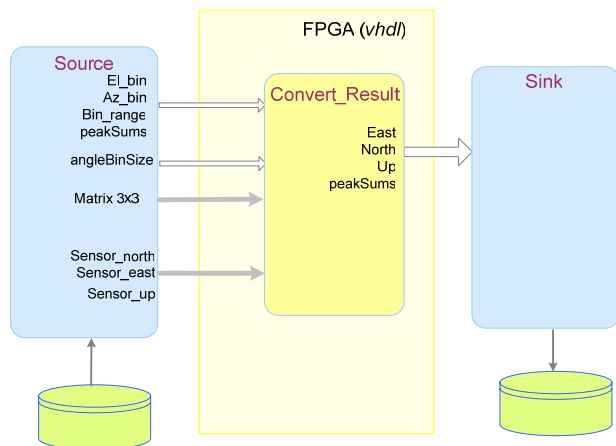 FPGA (vhdl)
Source
El_bin
Az_bin
Bin_range
peakSums
angleBinSize
Matrix 3x3
Sensor_north
Sensor_east
Sensor_up
Convert_Result
East
North
Up
peakSums
Sink